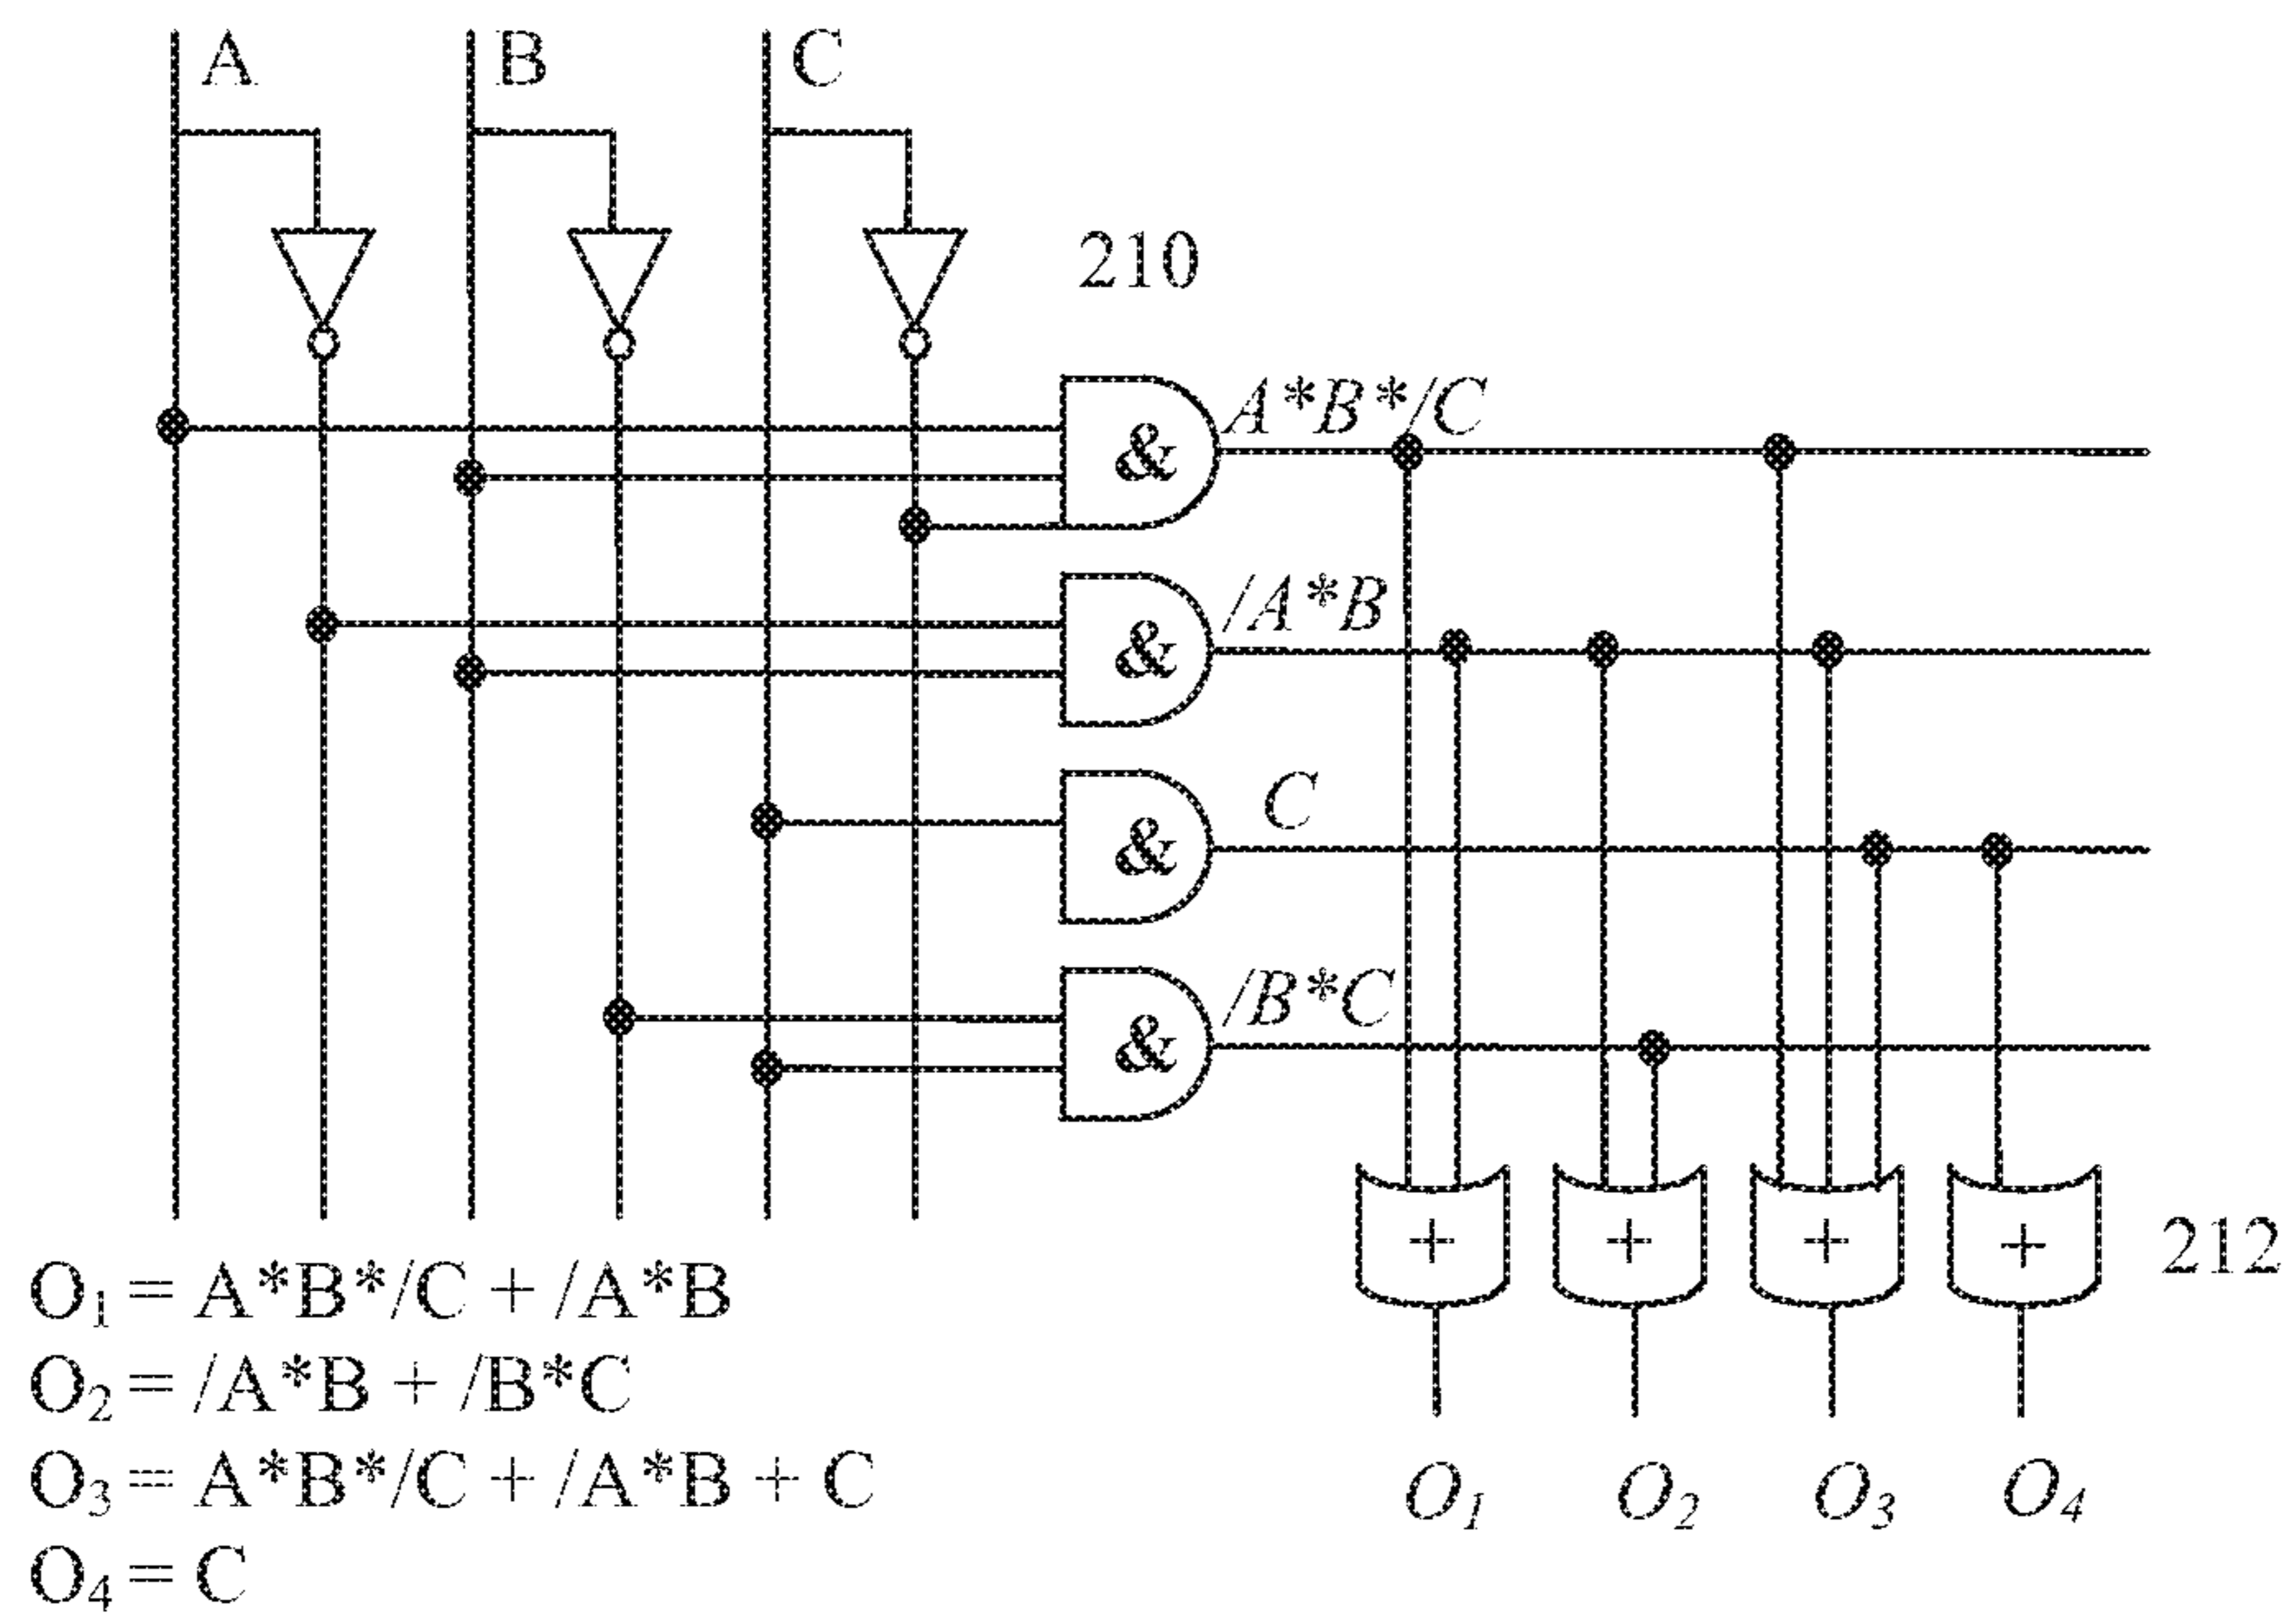 A B C
210
A*B*/C
&
/A*B
&
C
&
/B*C
&
+ + + +
212
O1 O2 O3 O4
O1 = A*B*/C + /A*B
O2 = /A*B + /B*C
O3 = A*B*/C + /A*B + C
O4 = C